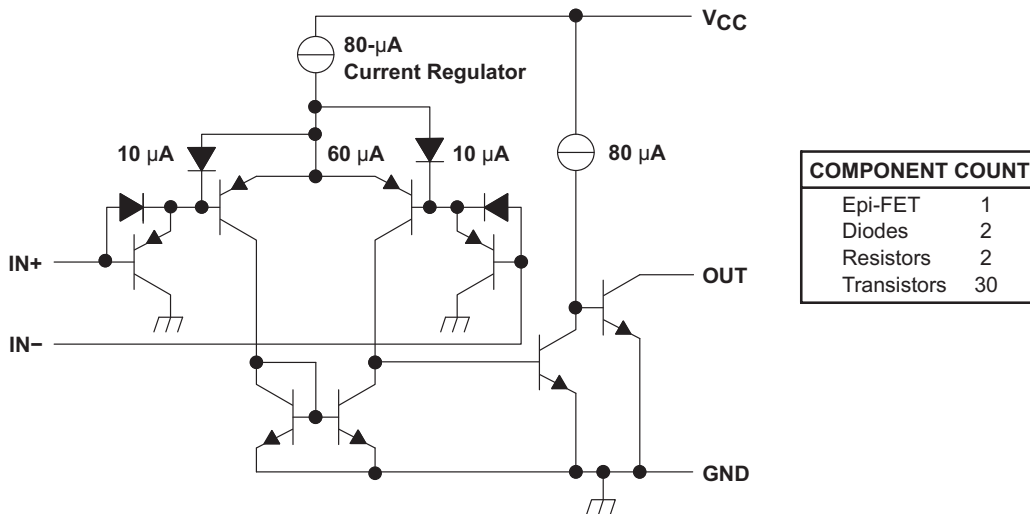 VCC
80-µA
Current Regulator
10 µA
60 µA
10 µA
80 µA
IN+
OUT
IN−
GND
COMPONENT COUNT
Epi-FET 1
Diodes 2
Resistors 2
Transistors 30